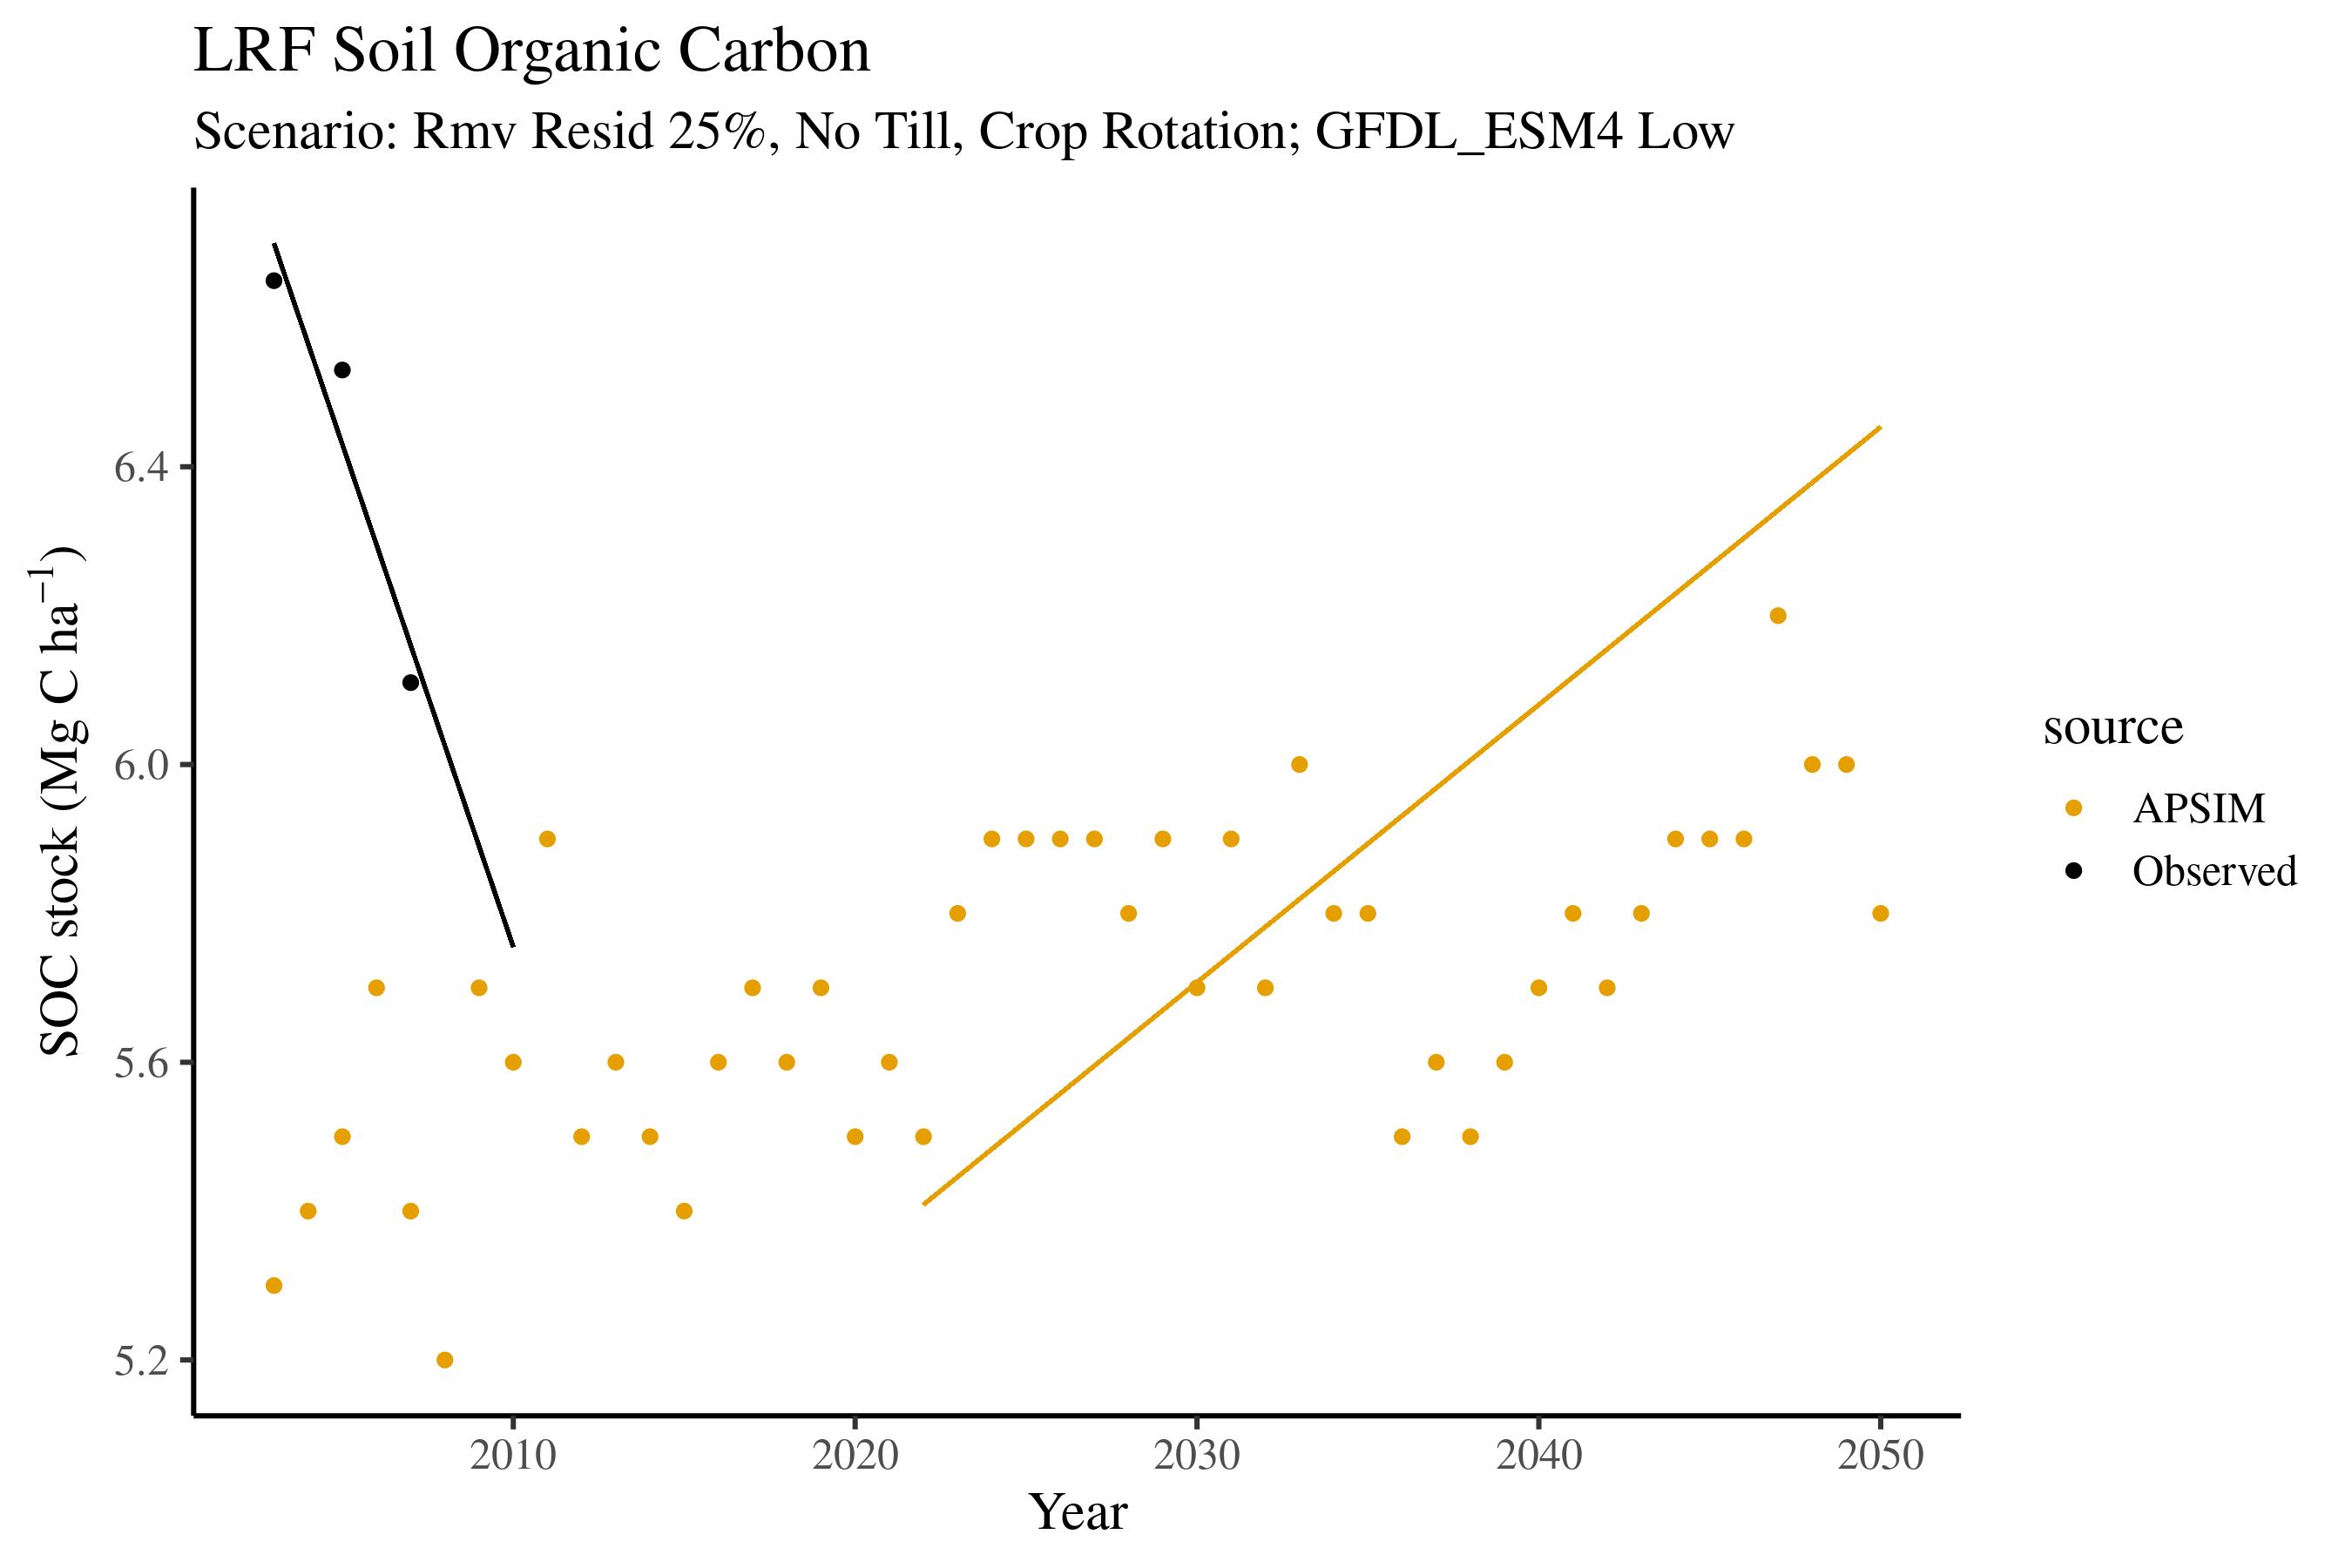 LRF Soil Organic Carbon
Scenario: Rmv Resid 25%, No Till, Crop Rotation; GFDL_ESM4 Low
SOC stock (Mg C ha⁻¹)
6.4
6.0
5.6
5.2
2010 2020 2030 2040 2050
Year
source
APSIM
Observed